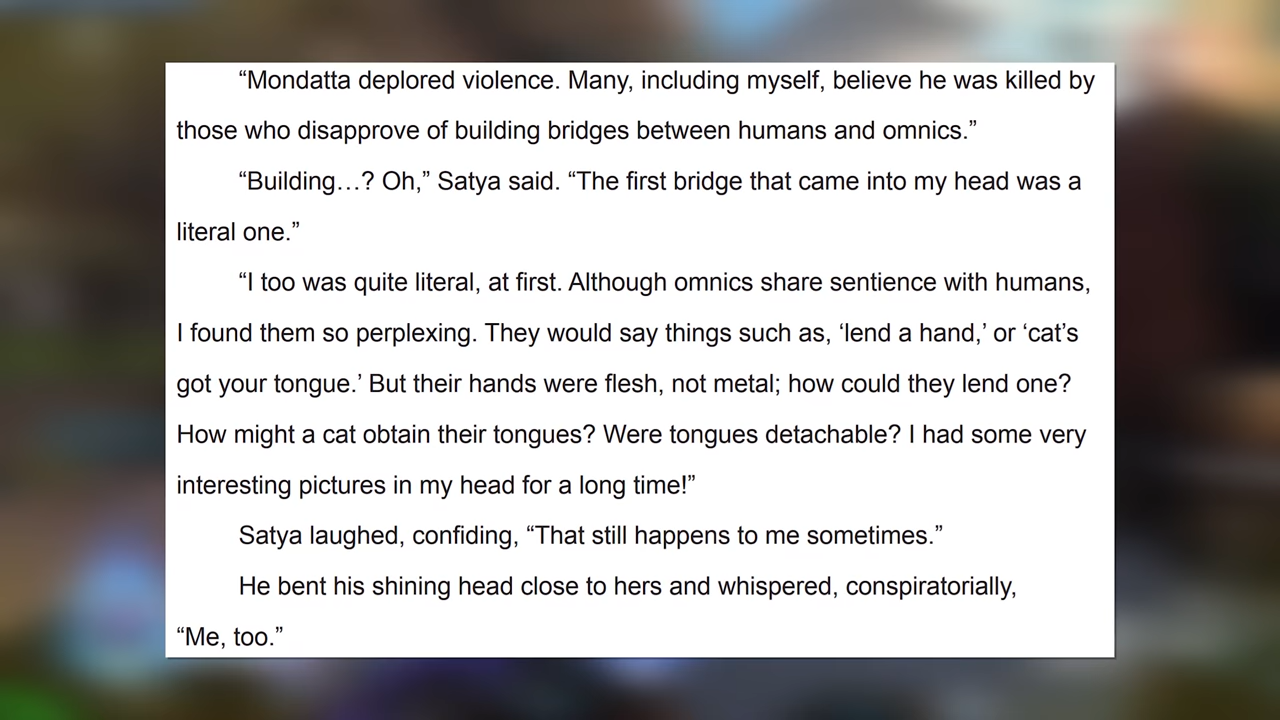 “Mondatta deplored violence. Many, including myself, believe he was killed by
those who disapprove of building bridges between humans and omnics.”
“Building…? Oh,” Satya said. “The first bridge that came into my head was a
literal one.”
“I too was quite literal, at first. Although omnics share sentience with humans,
I found them so perplexing. They would say things such as, ‘lend a hand,’ or ‘cat’s
got your tongue.’ But their hands were flesh, not metal; how could they lend one?
How might a cat obtain their tongues? Were tongues detachable? I had some very
interesting pictures in my head for a long time!”
Satya laughed, confiding, “That still happens to me sometimes.”
He bent his shining head close to hers and whispered, conspiratorially,
“Me, too.”